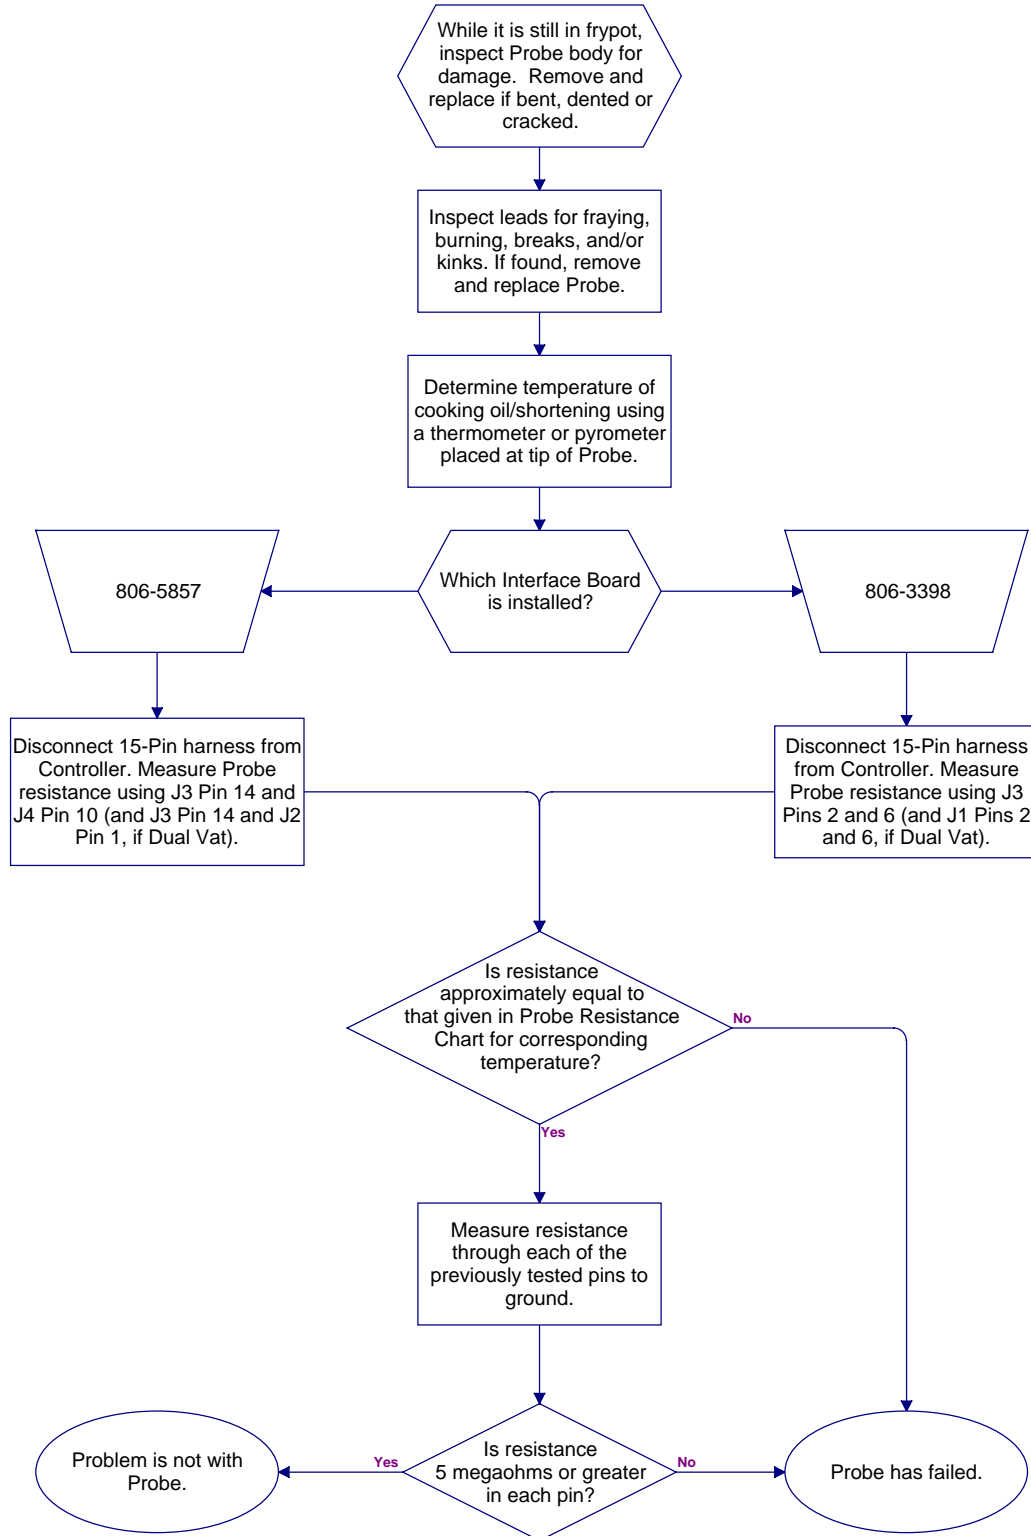 While it is still in frypot,
inspect Probe body for
damage.  Remove and
replace if bent, dented or
cracked.
Inspect leads for fraying,
burning, breaks, and/or
kinks. If found, remove
and replace Probe.
Determine temperature of
cooking oil/shortening using
a thermometer or pyrometer
placed at tip of Probe.
806-5857
Which Interface Board
is installed?
806-3398
Disconnect 15-Pin harness from
Controller. Measure Probe
resistance using J3 Pin 14 and
J4 Pin 10 (and J3 Pin 14 and J2
Pin 1, if Dual Vat).
Disconnect 15-Pin harness
from Controller. Measure
Probe resistance using J3
Pins 2 and 6 (and J1 Pins 2
and 6, if Dual Vat).
Is resistance
approximately equal to
that given in Probe Resistance
Chart for corresponding
temperature?
No
Yes
Measure resistance
through each of the
previously tested pins to
ground.
Problem is not with
Probe.
Yes
Is resistance
5 megaohms or greater
in each pin?
No
Probe has failed.